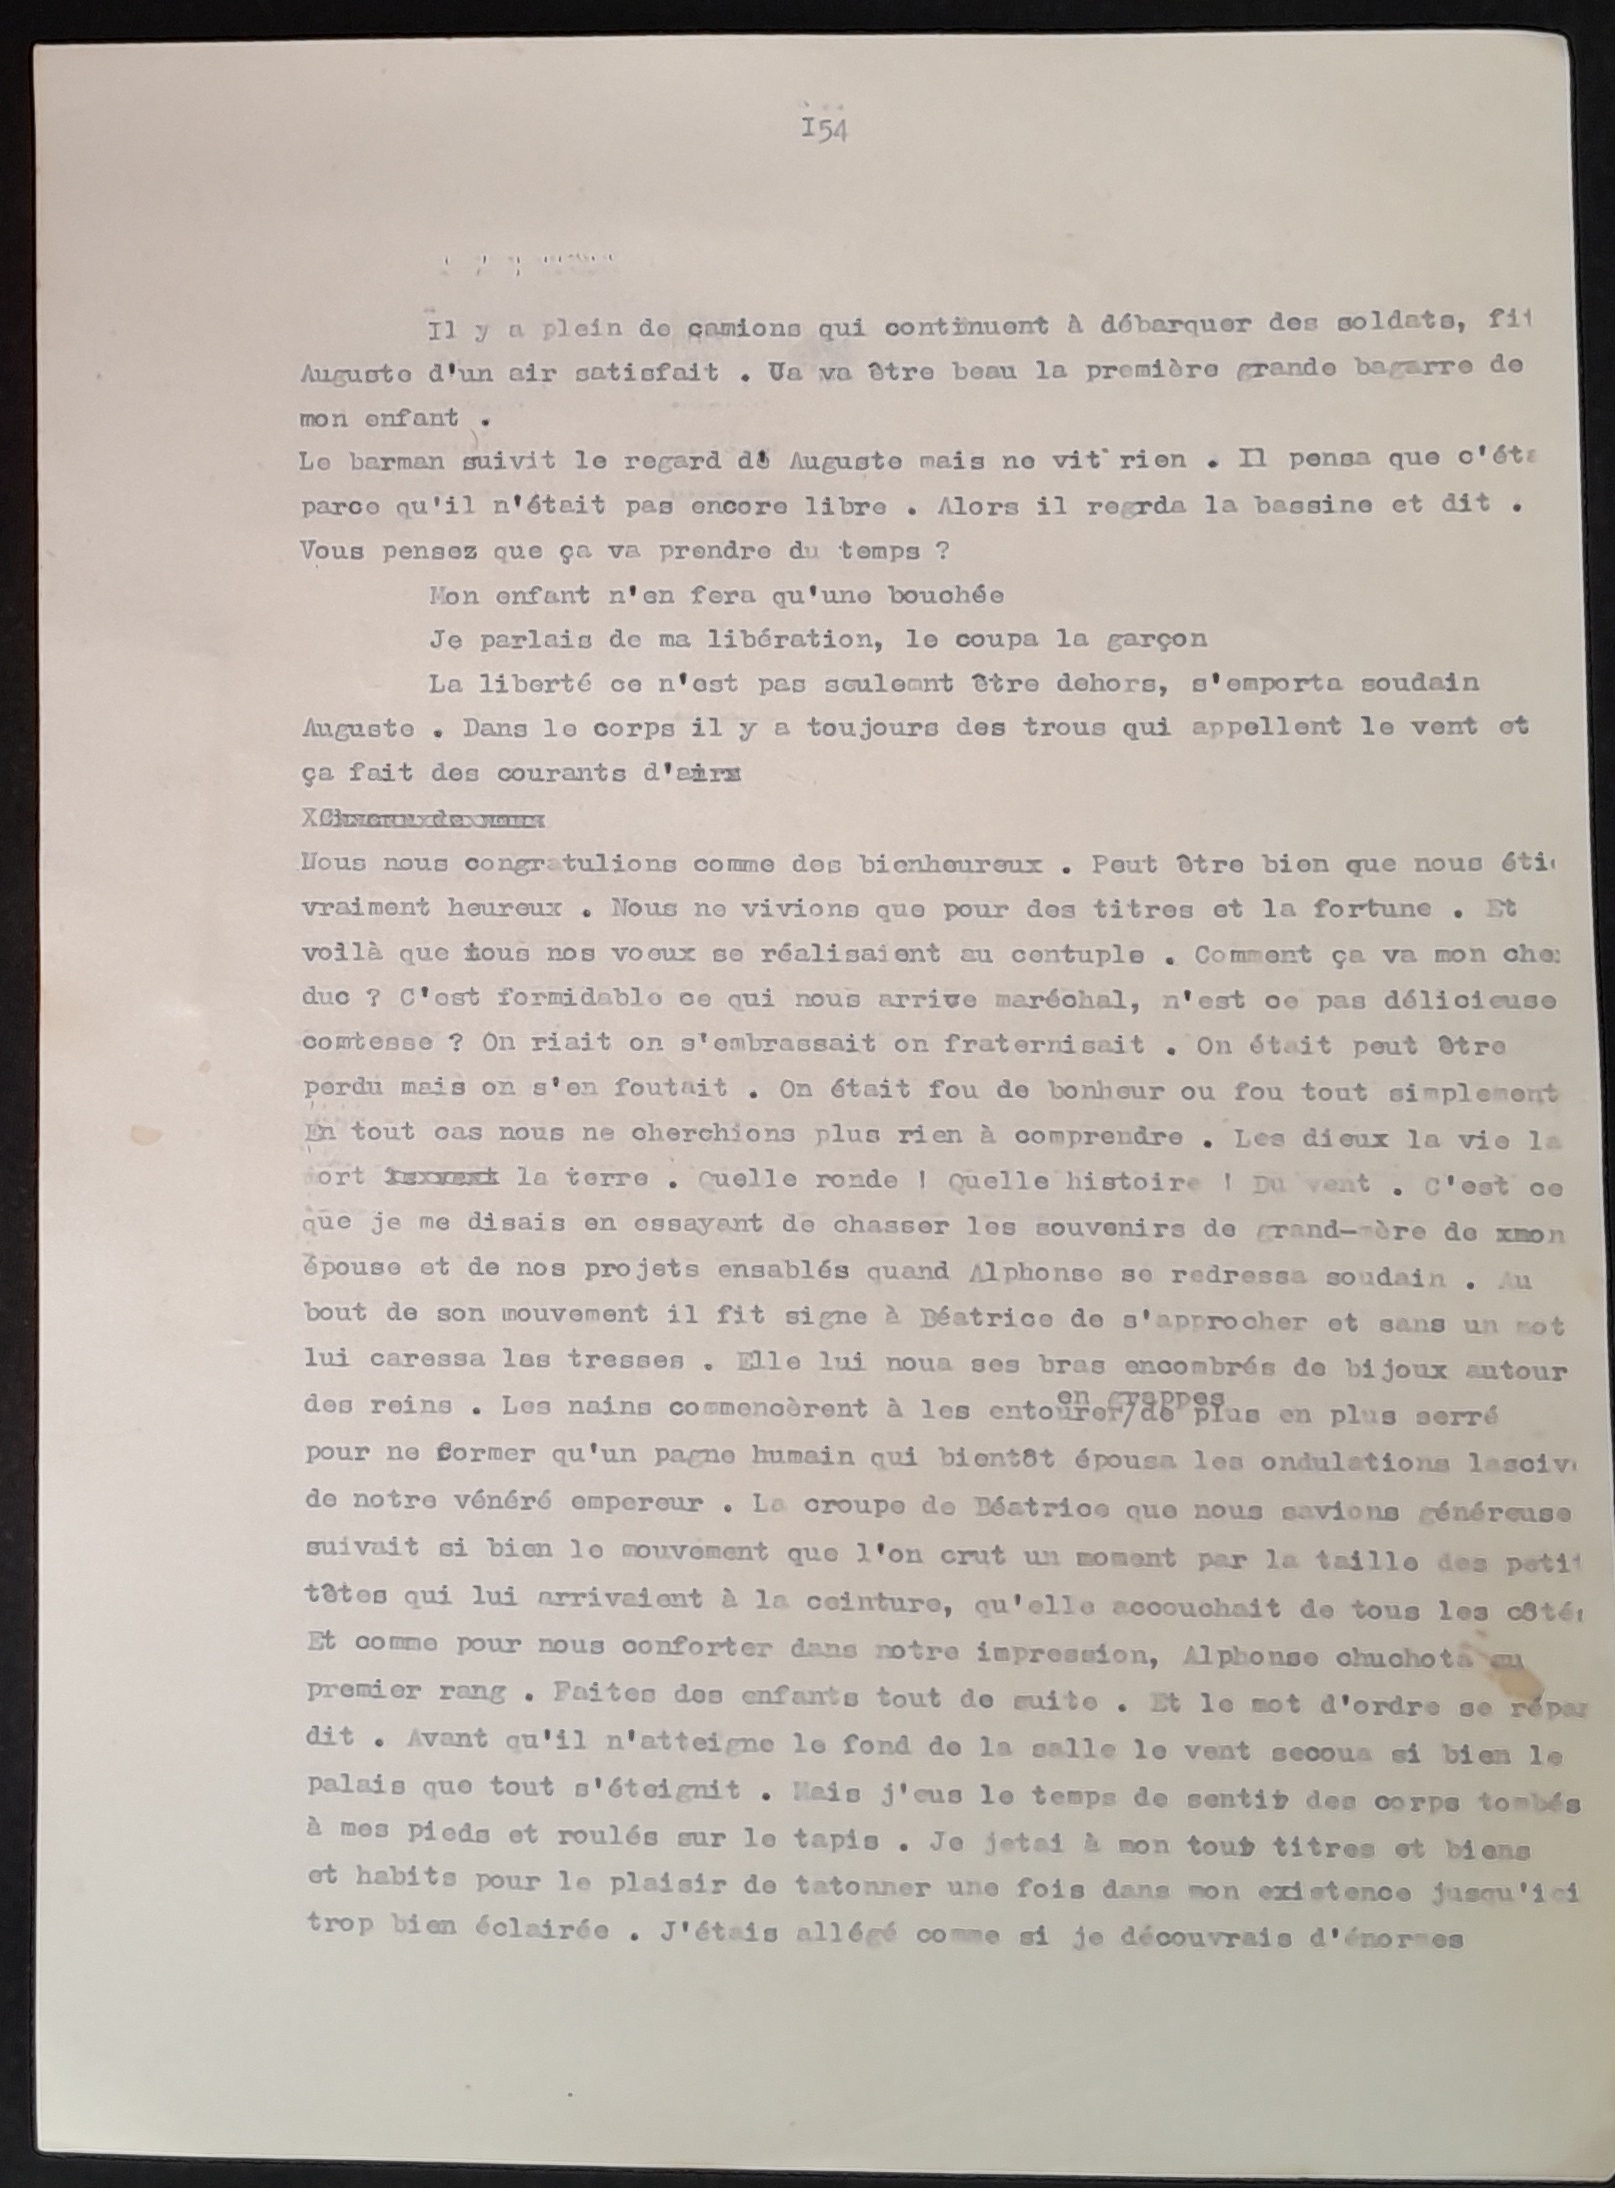 I54
Il y a plein de camions qui continuent à débarquer des soldats, fit
Auguste d'un air satisfait . Ca va être beau la première grande bagarre de
mon enfant .
Le barman suivit le regard de Auguste mais ne vit rien . Il pensa que c'éta
parce qu'il n'était pas encore libre . Alors il regrda la bassine et dit .
Vous pensez que ça va prendre du temps ?
Mon enfant n'en fera qu'une bouchée
Je parlais de ma libération, le coupa la garçon
La liberté ce n'est pas seulemnt être dehors, s'emporta soudain
Auguste . Dans le corps il y a toujours des trous qui appellent le vent et
ça fait des courants d'airx
X
Nous nous congratulions comme des bienheureux . Peut être bien que nous éti
vraiment heureux . Nous ne vivions que pour des titres et la fortune . Et
voilà que tous nos voeux se réalisaient au centuple . Comment ça va mon che
duc ? C'est formidable ce qui nous arrive maréchal, n'est ce pas délicieuse
comtesse ? On riait on s'embrassait on fraternisait . On était peut être
perdu mais on s'en foutait . On était fou de bonheur ou fou tout simplement
En tout cas nous ne cherchions plus rien à comprendre . Les dieux la vie la
mort la terre . Quelle ronde ! Quelle histoire ! Du vent . C'est ce
que je me disais en essayant de chasser les souvenirs de grand-mère de xmon
épouse et de nos projets ensablés quand Alphonse se redressa soudain . Au
bout de son mouvement il fit signe à Béatrice de s'approcher et sans un mot
lui caressa las tresses . Elle lui noua ses bras encombrés de bijoux autour
des reins . Les nains commencèrent à les entourer/en grappes de plus en plus serré
pour ne former qu'un pagne humain qui bientôt épousa les ondulations lasciv
de notre vénéré empereur . La croupe de Béatrice que nous savions généreuse
suivait si bien le mouvement que l'on crut un moment par la taille des petit
têtes qui lui arrivaient à la ceinture, qu'elle accouchait de tous les côtés
Et comme pour nous conforter dans notre impression, Alphonse chuchota au
premier rang . Faites des enfants tout de suite . Et le mot d'ordre se répan
dit . Avant qu'il n'atteigne le fond de la salle le vent secoua si bien le
palais que tout s'éteignit . Mais j'eus le temps de sentir des corps tombés
à mes pieds et roulés sur le tapis . Je jetai à mon tour titres et biens
et habits pour le plaisir de tatonner une fois dans mon existence jusqu'ici
trop bien éclairée . J'étais allégé comme si je découvrais d'énormes